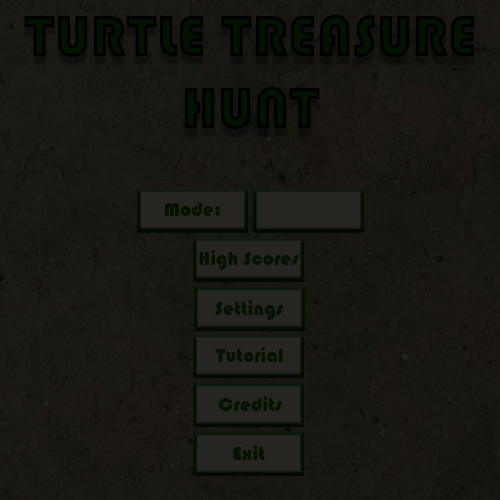 TURTLE TREASURE
HUNT
Mode:
High Scores
Settings
Tutorial
Credits
Exit